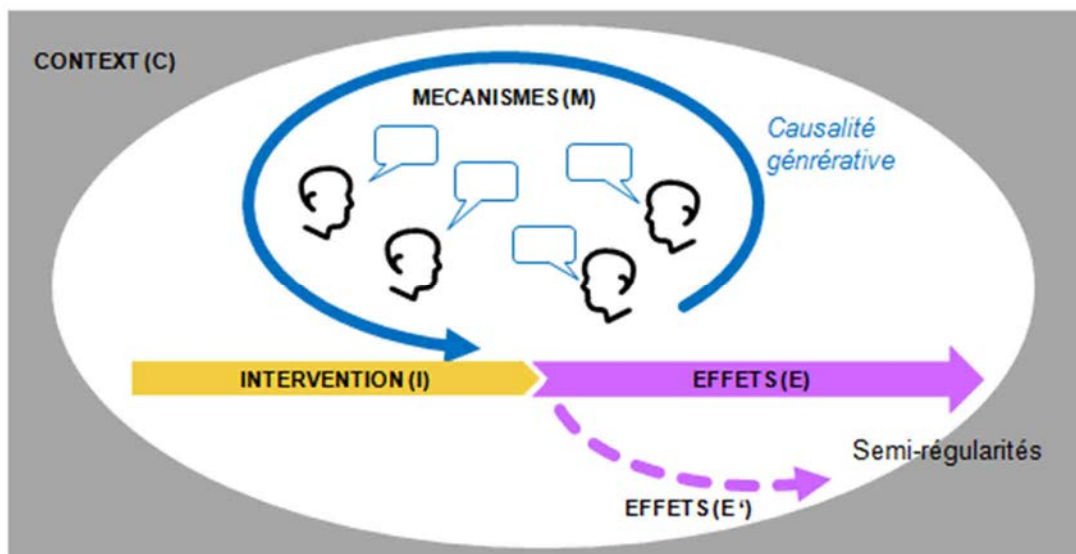 CONTEXT (C)
MECANISMES (M)
Causalité
génrérative
INTERVENTION (I)
EFFETS (E)
Semi-régularités
EFFETS (E ‘)